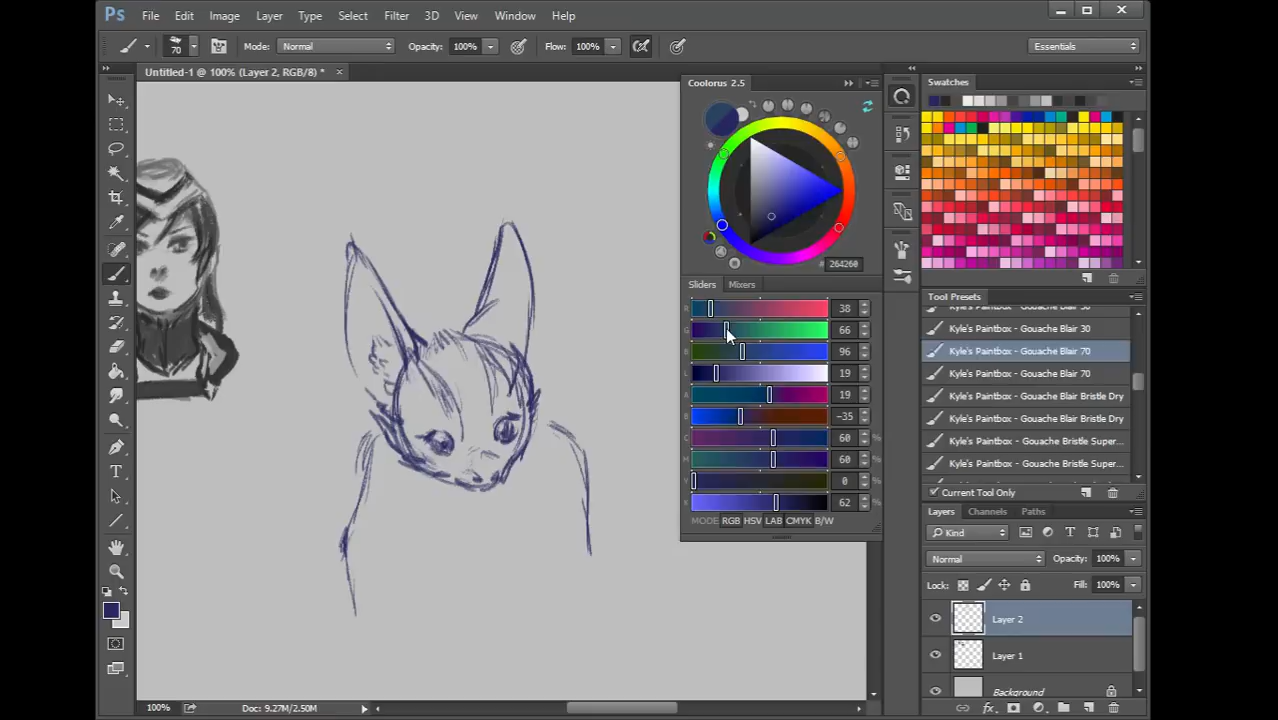 Ps File Edit Image Layer Type Select Filter 3D View Window Help
70 Mode: Normal Opacity: 100% Flow: 100% Essentials
Untitled-1 @ 100% (Layer 2, RGB/8) *
Coolorus 2.5
264260
Sliders Mixers
R 38
G 66
B 96
L 19
A 19
B -35
C 60 %
M 60 %
Y 0 %
K 62 %
MODE RGB HSV LAB CMYK B/W
Swatches
Tool Presets
Kyle's Paintbox - Gouache Blair 30
Kyle's Paintbox - Gouache Blair 70
Kyle's Paintbox - Gouache Blair 70
Kyle's Paintbox - Gouache Blair Bristle Dry
Kyle's Paintbox - Gouache Blair Bristle Dry
Kyle's Paintbox - Gouache Bristle Super...
Kyle's Paintbox - Gouache Bristle Super...
Current Tool Only
Layers Channels Paths
Kind
Normal Opacity: 100%
Lock: Fill: 100%
Layer 2
Layer 1
Background
100% Doc: 9.27M/2.50M